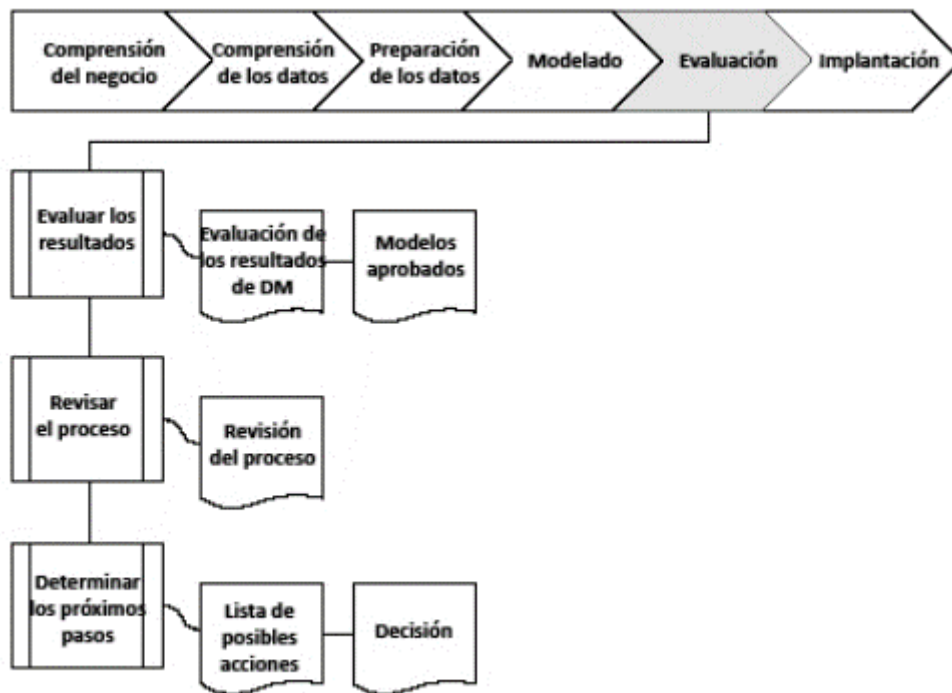 Comprensión
del negocio
Comprensión
de los datos
Preparación
de los datos
Modelado
Evaluación
Implantación
Evaluar los
resultados
Evaluación de
los resultados
de DM
Modelos
aprobados
Revisar
el proceso
Revisión
del proceso
Determinar
los próximos
pasos
Lista de
posibles
acciones
Decisión